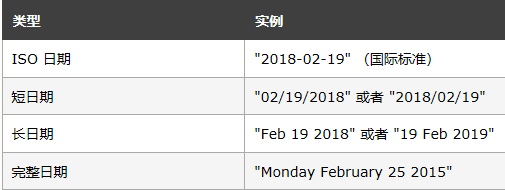 类型 实例
ISO 日期 "2018-02-19" （国际标准）
短日期 "02/19/2018" 或者 "2018/02/19"
长日期 "Feb 19 2018" 或者 "19 Feb 2019"
完整日期 "Monday February 25 2015"